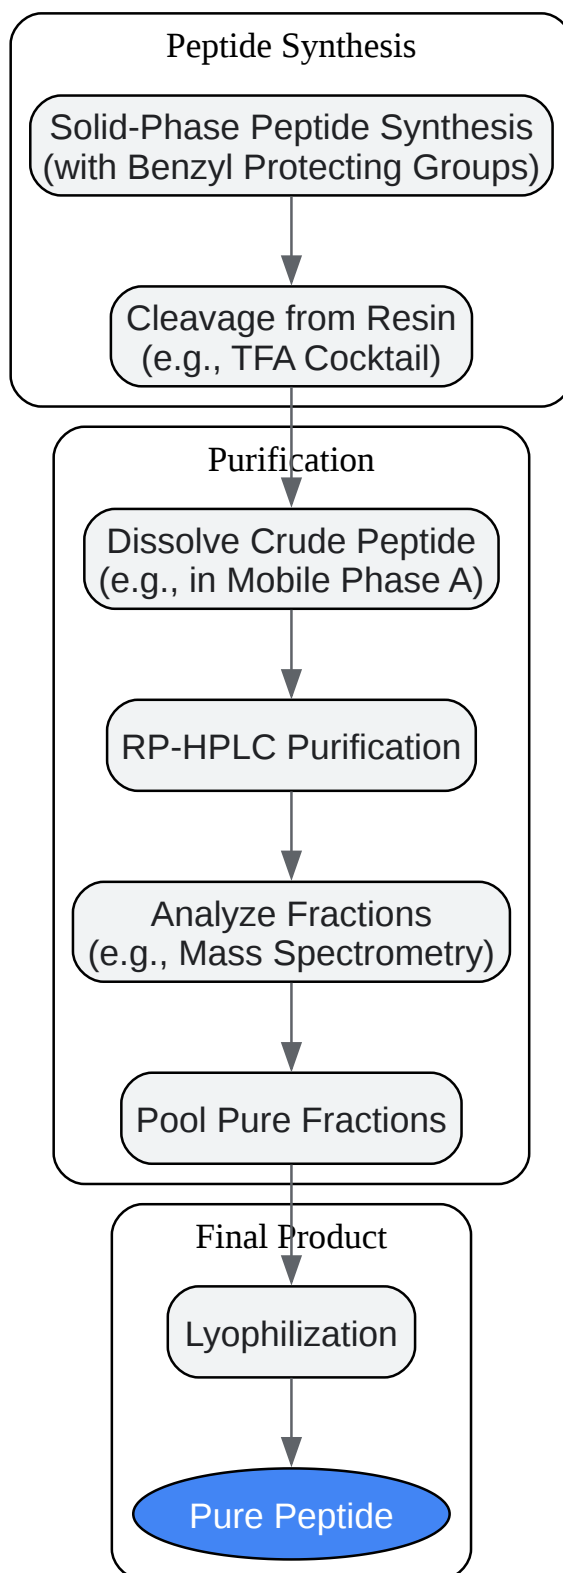 Peptide Synthesis
Solid-Phase Peptide Synthesis
(with Benzyl Protecting Groups)
Cleavage from Resin
(e.g., TFA Cocktail)
Purification
Dissolve Crude Peptide
(e.g., in Mobile Phase A)
RP-HPLC Purification
Analyze Fractions
(e.g., Mass Spectrometry)
Pool Pure Fractions
Final Product
Lyophilization
Pure Peptide